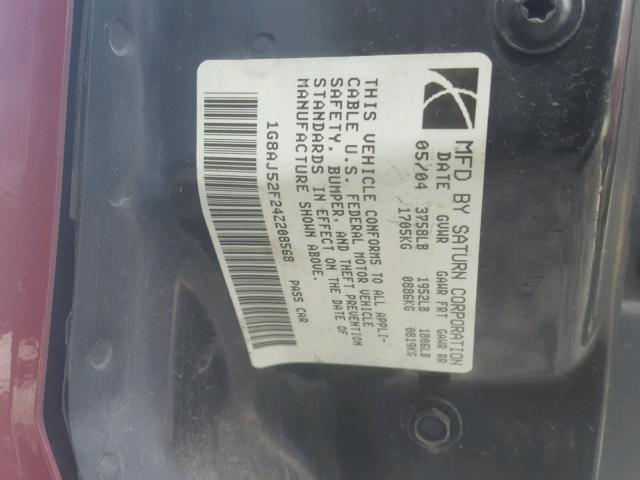 MFD BY SATURN CORPORATION
DATE GVWR GAWR FRT GAWR RR
05/04 3758LB 1952LB 1806LB
1705KG 0886KG 0819KG
THIS VEHICLE CONFORMS TO ALL APPLI-
CABLE U.S. FEDERAL MOTOR VEHICLE
SAFETY, BUMPER, AND THEFT PREVENTION
STANDARDS IN EFFECT ON THE DATE OF
MANUFACTURE SHOWN ABOVE.
PASS CAR
1G8AJ52F24Z208568